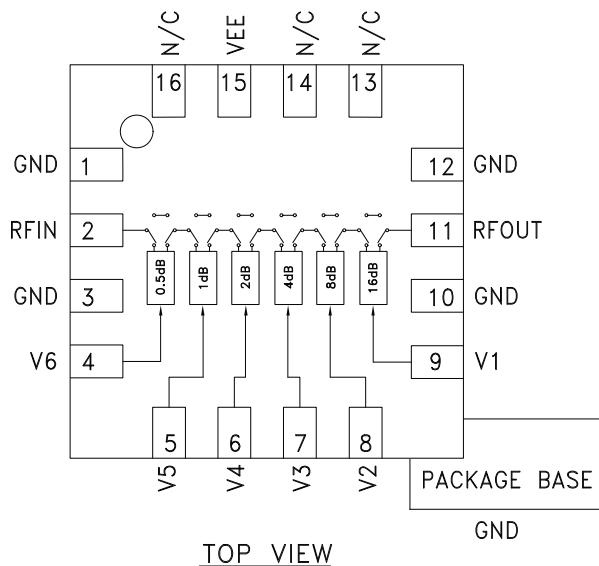 N/C VEE N/C N/C
16 15 14 13
GND 1 12 GND
RFIN 2 11 RFOUT
0.5dB 1dB 2dB 4dB 8dB 16dB
GND 3 10 GND
V6 4 9 V1
5 6 7 8
V5 V4 V3 V2
PACKAGE BASE
GND
TOP VIEW